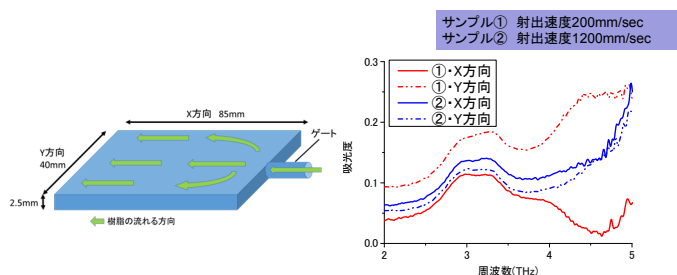 サンプル① 射出速度200mm/sec
サンプル② 射出速度1200mm/sec
X方向 85mm
Y方向
40mm
ゲート
2.5mm
樹脂の流れる方向
①・X方向
①・Y方向
②・X方向
②・Y方向
吸光度
0.3
0.2
0.1
0.0
2
3
4
5
周波数(THz)